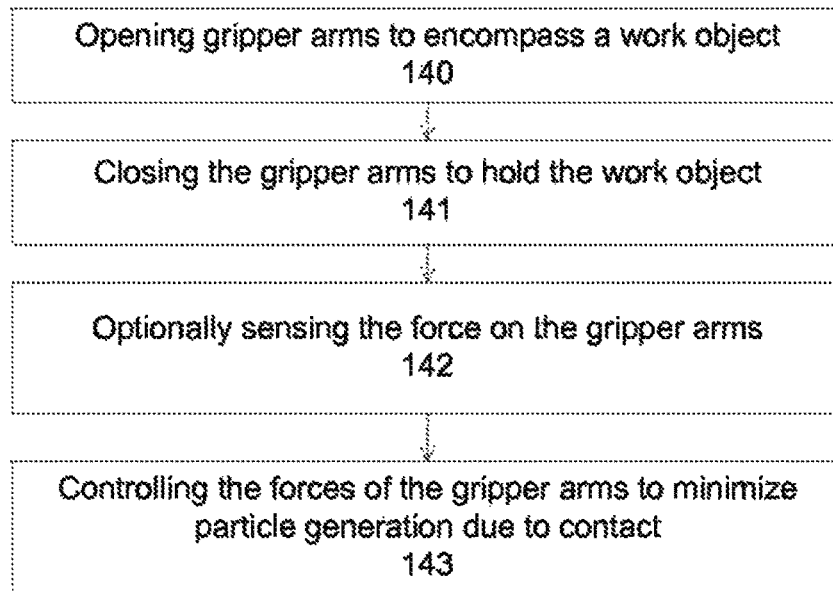 Opening gripper arms to encompass a work object
140
Closing the gripper arms to hold the work object
141
Optionally sensing the force on the gripper arms
142
Controlling the forces of the gripper arms to minimize
particle generation due to contact
143